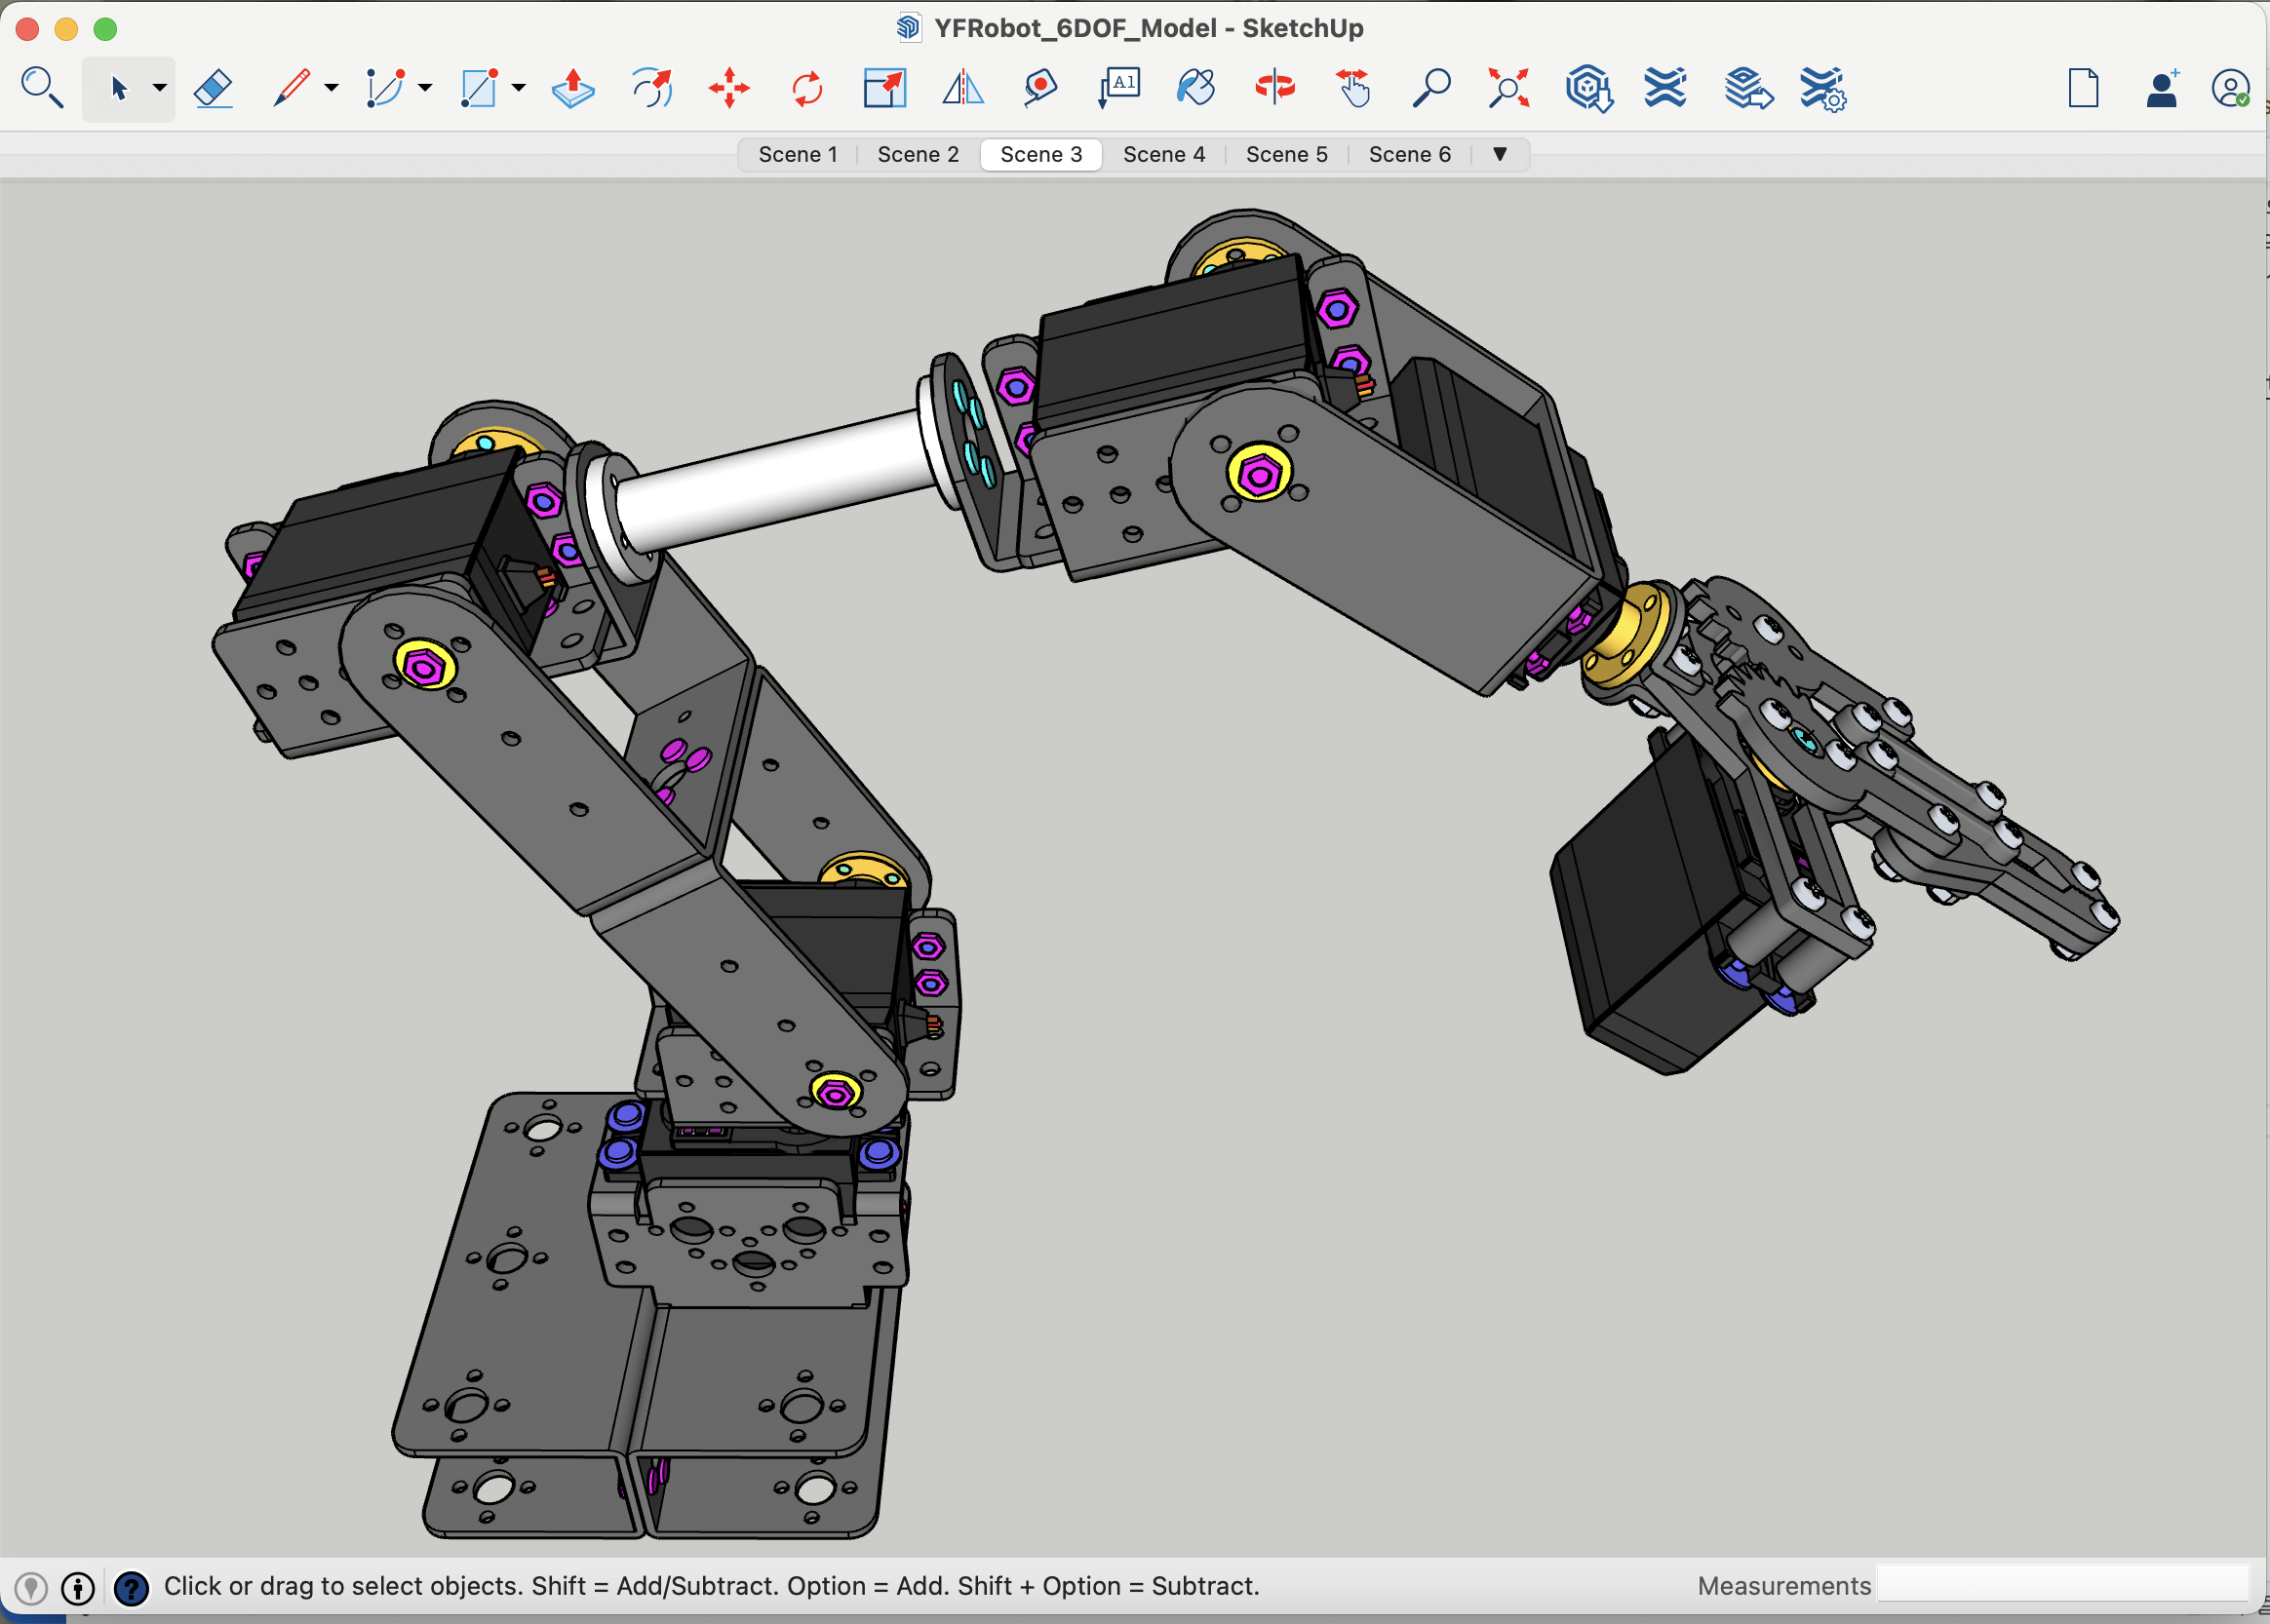 YFRobot_6DOF_Model - SketchUp
A1
Scene 1 Scene 2 Scene 3 Scene 4 Scene 5 Scene 6
Click or drag to select objects. Shift = Add/Subtract. Option = Add. Shift + Option = Subtract.
Measurements